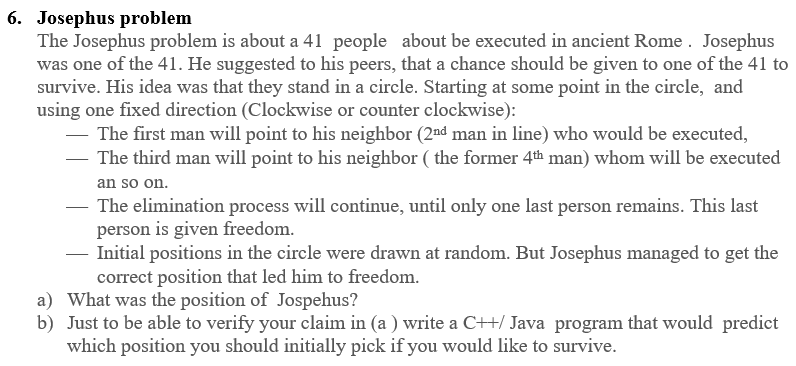 6. Josephus problem
The Josephus problem is about a 41 people about be executed in ancient Rome . Josephus
was one of the 41. He suggested to his peers, that a chance should be given to one of the 41 to
survive. His idea was that they stand in a circle. Starting at some point in the circle, and
using one fixed direction (Clockwise or counter clockwise):
— The first man will point to his neighbor (2nd man in line) who would be executed,
— The third man will point to his neighbor ( the former 4th man) whom will be executed
an so on.
— The elimination process will continue, until only one last person remains. This last
person is given freedom.
— Initial positions in the circle were drawn at random. But Josephus managed to get the
correct position that led him to freedom.
a) What was the position of Jospehus?
b) Just to be able to verify your claim in (a ) write a C++/ Java program that would predict
which position you should initially pick if you would like to survive.